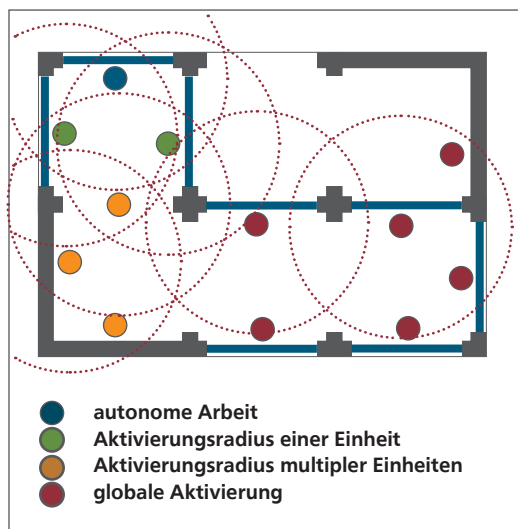 autonome Arbeit
Aktivierungsradius einer Einheit
Aktivierungsradius multipler Einheiten
globale Aktivierung